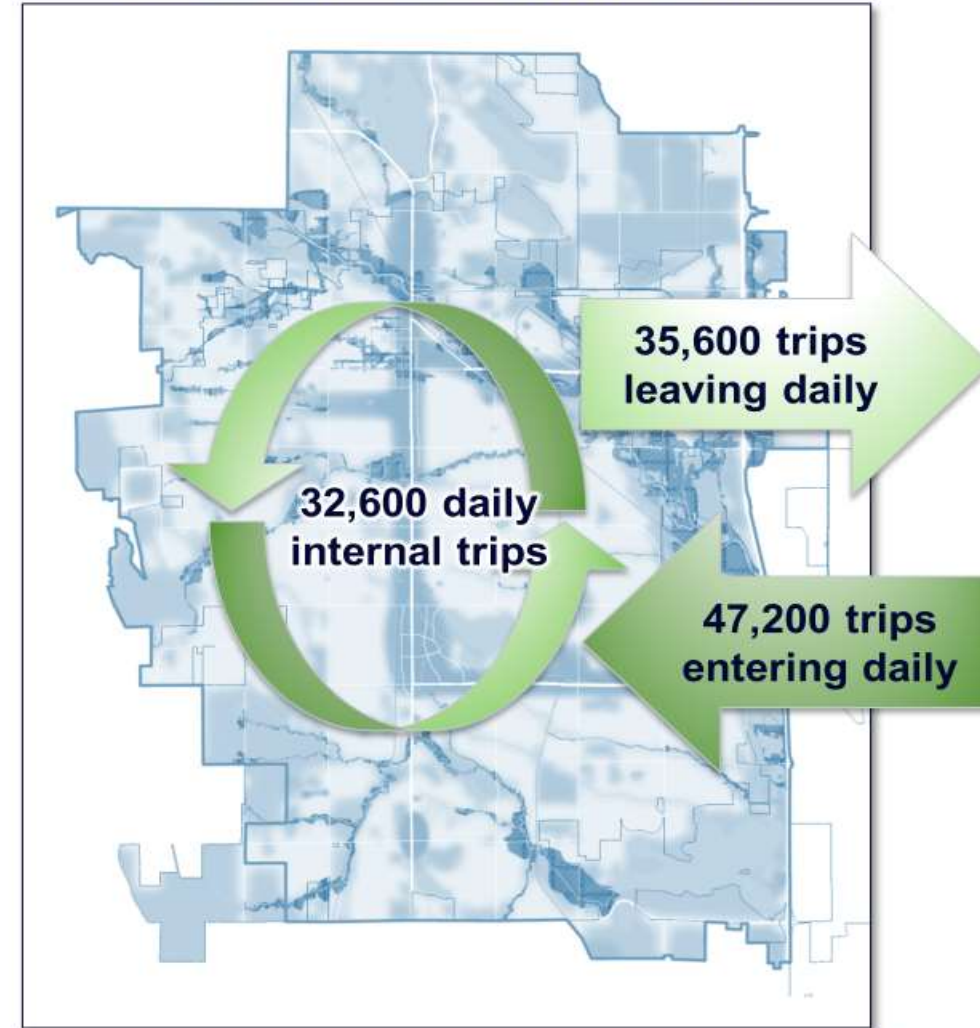 35,600 trips
leaving daily
32,600 daily
internal trips
47,200 trips
entering daily